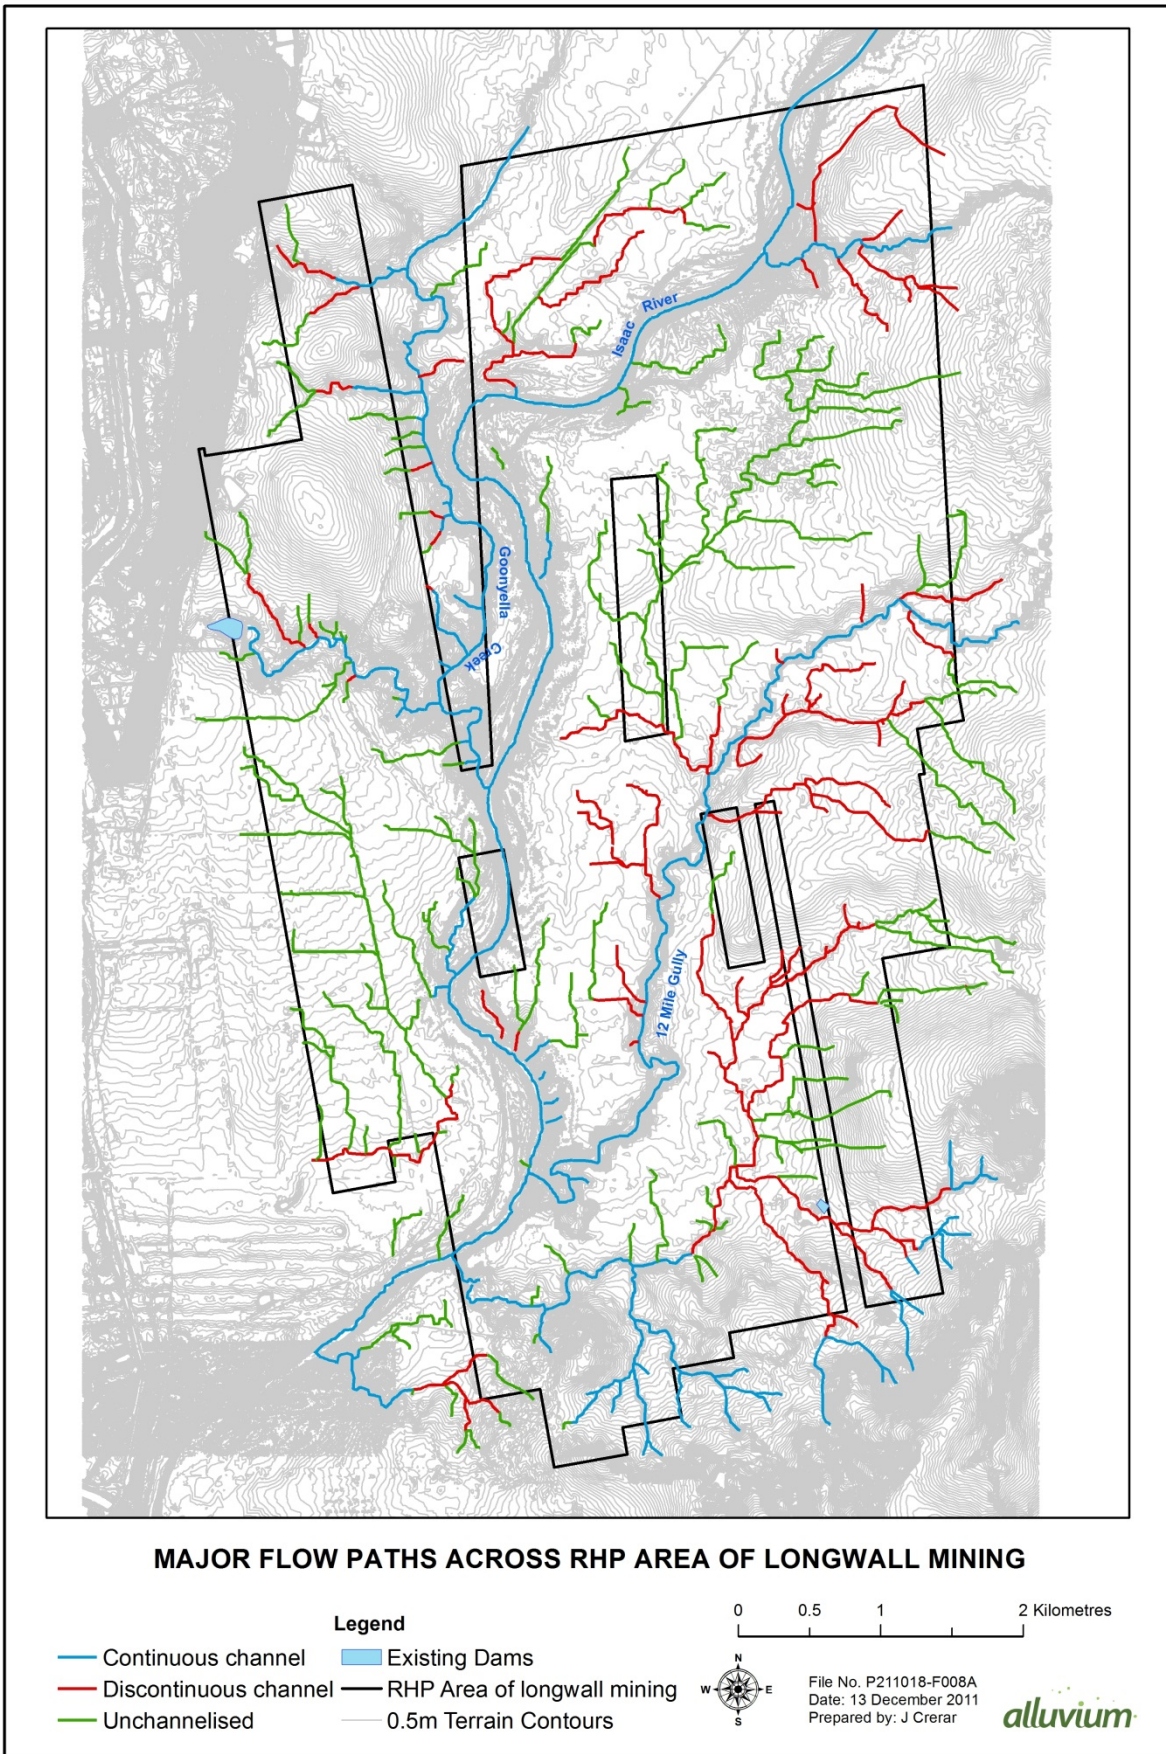 Isaac River
Goonyella
Creek
12 Mile Gully
MAJOR FLOW PATHS ACROSS RHP AREA OF LONGWALL MINING
Legend
Continuous channel
Discontinuous channel
Unchannelised
Existing Dams
RHP Area of longwall mining
0.5m Terrain Contours
0 0.5 1 2 Kilometres
N
W E
S
File No. P211018-F008A
Date: 13 December 2011
Prepared by: J Crerar
alluvium